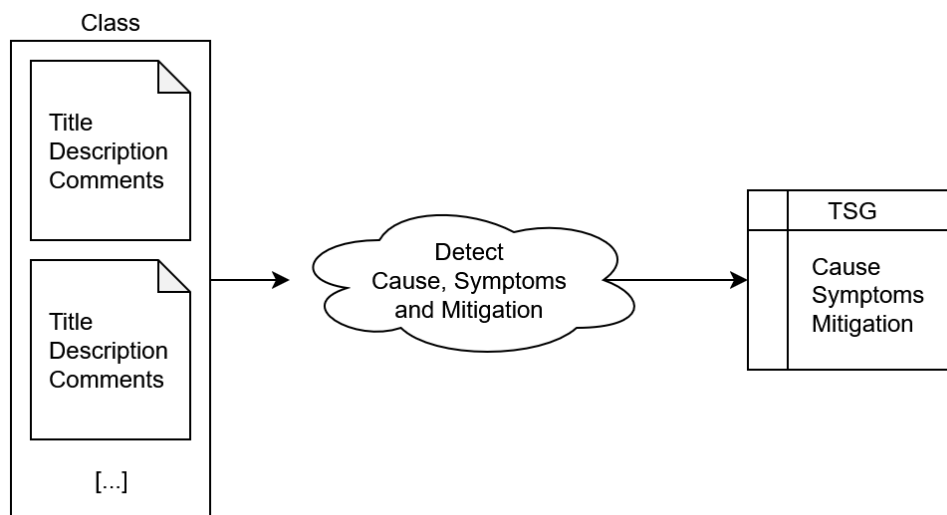 Class
Title
Description
Comments
Title
Description
Comments
[...]
Detect
Cause, Symptoms
and Mitigation
TSG
Cause
Symptoms
Mitigation